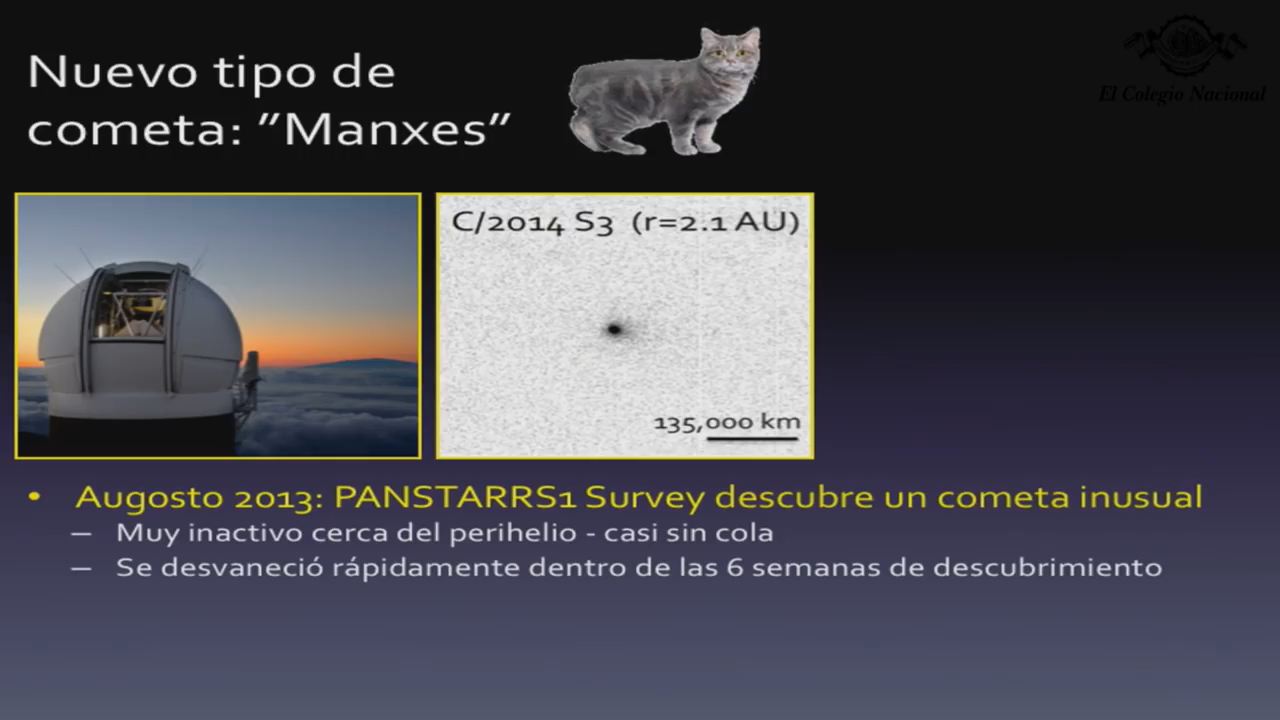 Nuevo tipo de
cometa: "Manxes"
El Colegio Nacional
C/2014 S3 (r=2.1 AU)
135,000 km
• Augosto 2013: PANSTARRS1 Survey descubre un cometa inusual
– Muy inactivo cerca del perihelio - casi sin cola
– Se desvaneció rápidamente dentro de las 6 semanas de descubrimiento